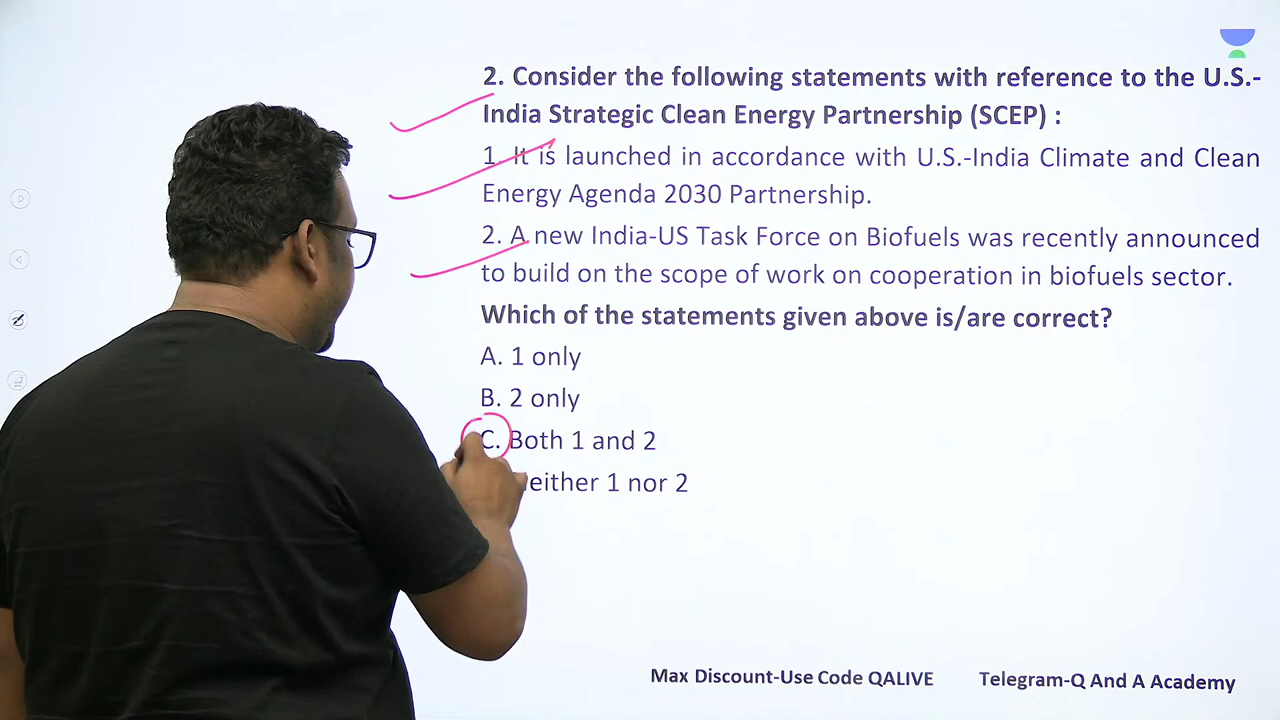 2. Consider the following statements with reference to the U.S.-
India Strategic Clean Energy Partnership (SCEP) :
1. It is launched in accordance with U.S.-India Climate and Clean
Energy Agenda 2030 Partnership.
2. A new India-US Task Force on Biofuels was recently announced
to build on the scope of work on cooperation in biofuels sector.
Which of the statements given above is/are correct?
A. 1 only
B. 2 only
C. Both 1 and 2
1 nor 2
Max Discount-Use Code QALIVE Telegram-Q And A Academy